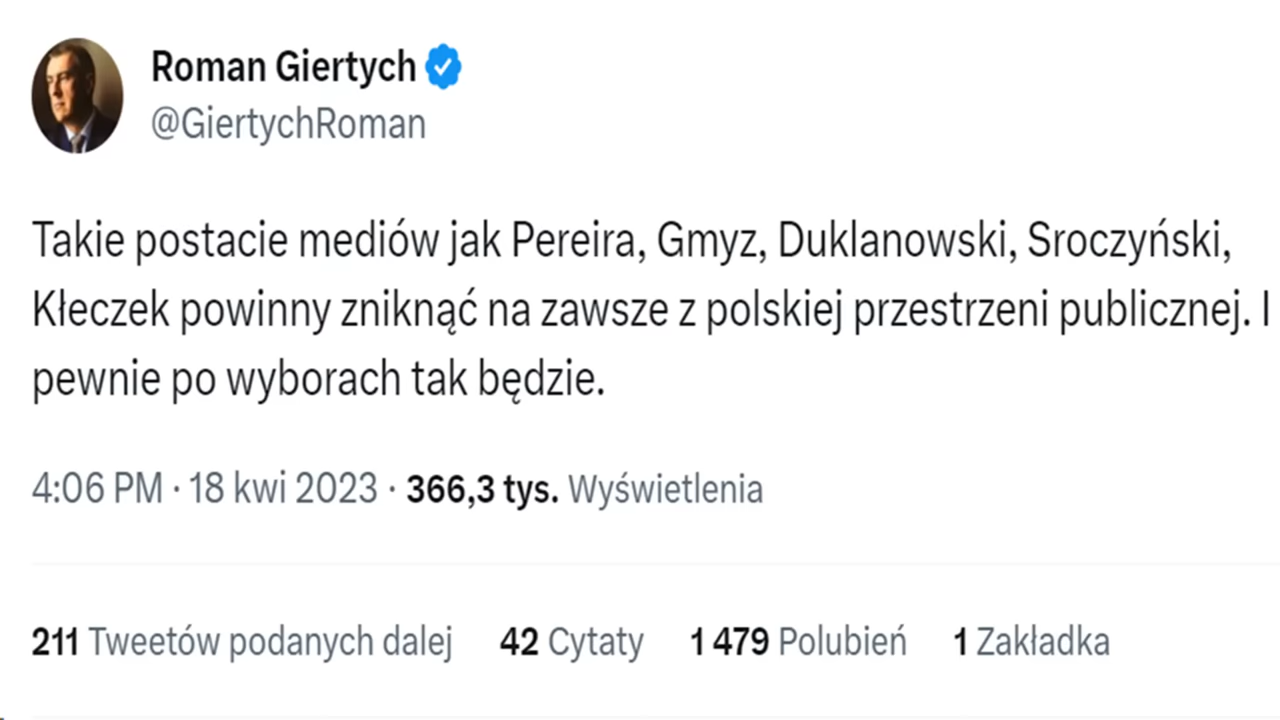 Roman Giertych
@GiertychRoman
Takie postacie mediów jak Pereira, Gmyz, Duklanowski, Sroczyński,
Kłeczek powinny zniknąć na zawsze z polskiej przestrzeni publicznej. I
pewnie po wyborach tak będzie.
4:06 PM · 18 kwi 2023 · 366,3 tys. Wyświetlenia
211 Tweetów podanych dalej 42 Cytaty 1 479 Polubień 1 Zakładka